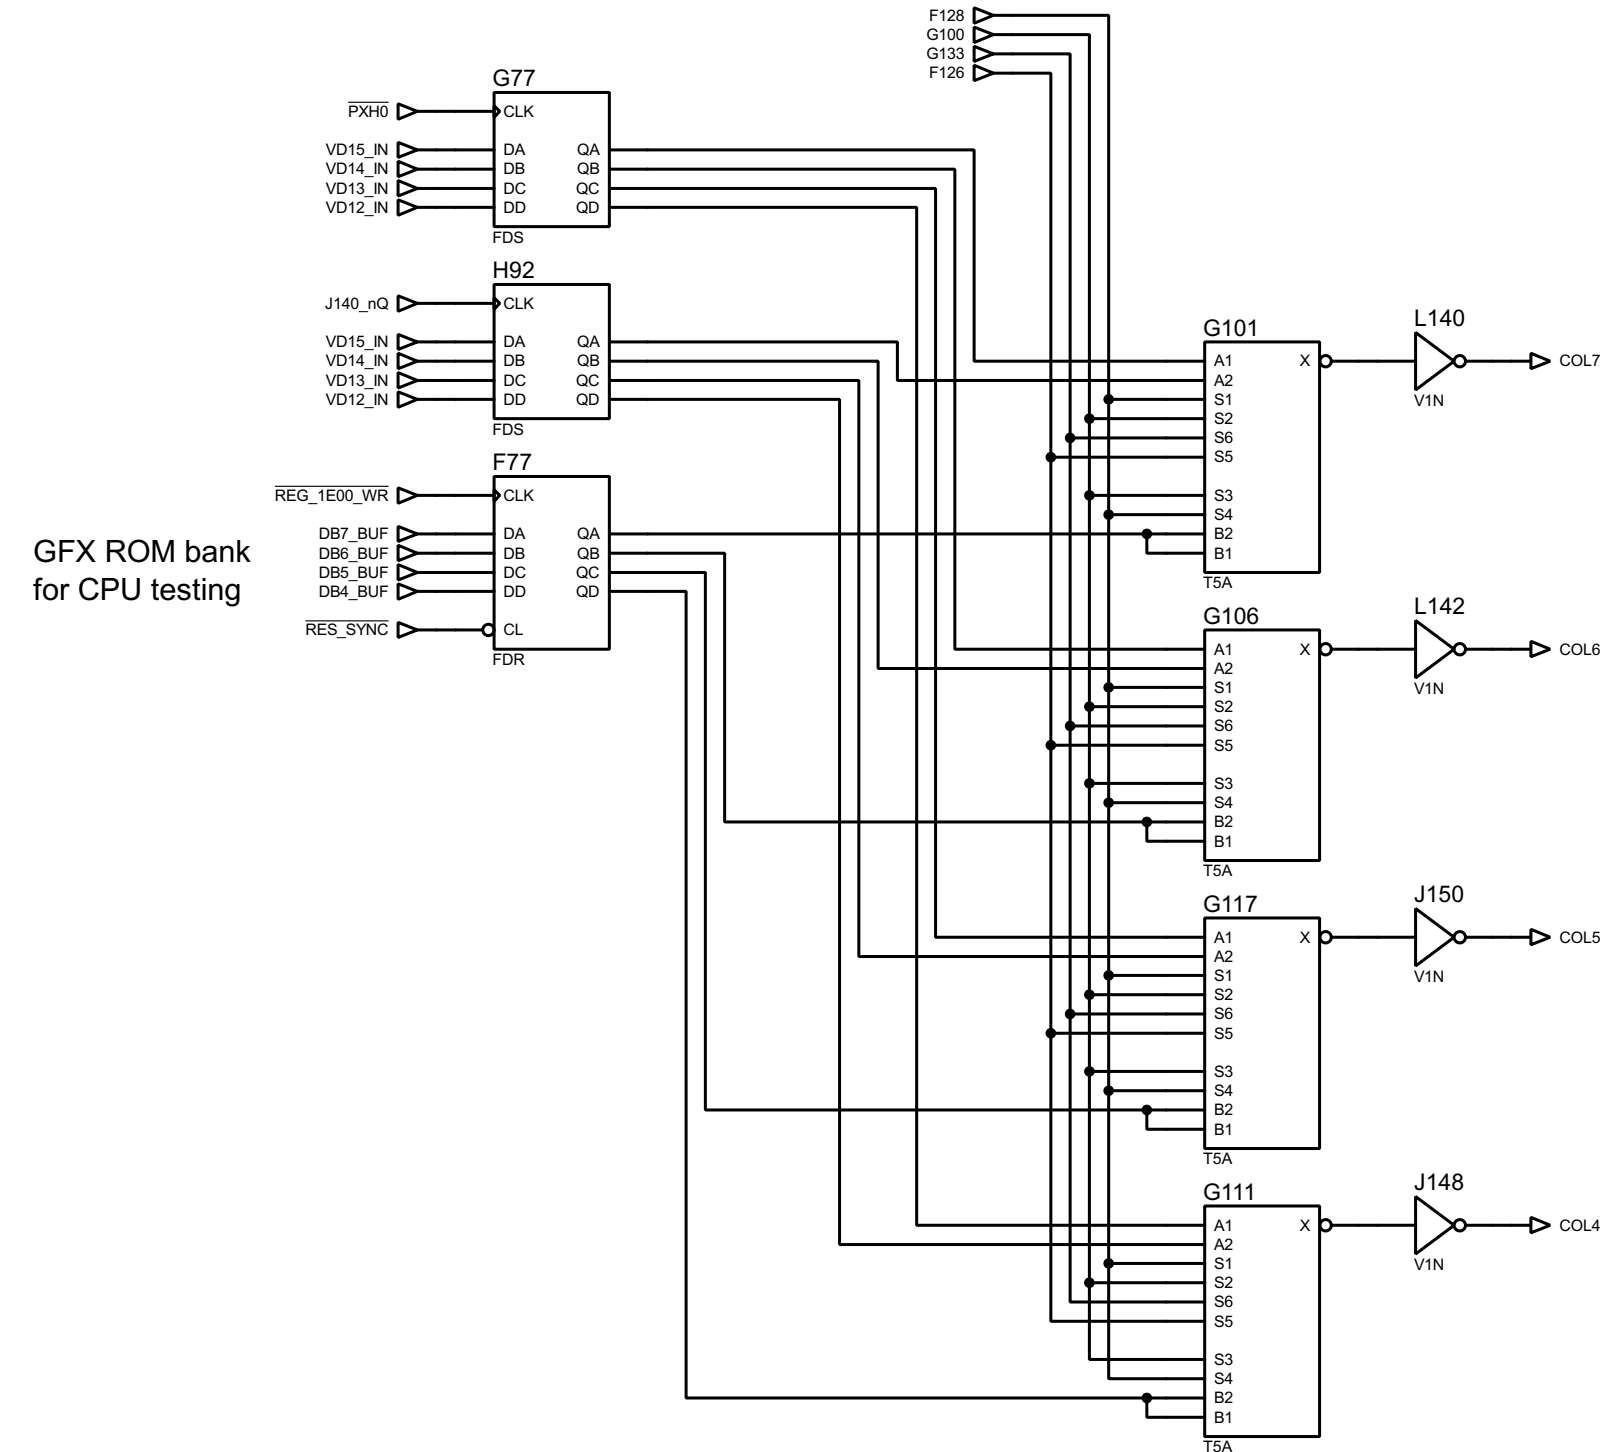 F128
G100
G133
F126
G77
PXH0
CLK
VD15_IN DA QA
VD14_IN DB QB
VD13_IN DC QC
VD12_IN DD QD
FDS
H92
J140_nQ CLK
VD15_IN DA QA
VD14_IN DB QB
VD13_IN DC QC
VD12_IN DD QD
FDS
F77
REG_1E00_WR CLK
DB7_BUF DA QA
DB6_BUF DB QB
DB5_BUF DC QC
DB4_BUF DD QD
RES_SYNC CL
FDR
GFX ROM bank
for CPU testing
G101
A1 X
A2
S1
S2
S6
S5
S3
S4
B2
B1
T5A
L140
V1N
COL7
G106
A1 X
A2
S1
S2
S6
S5
S3
S4
B2
B1
T5A
L142
V1N
COL6
G117
A1 X
A2
S1
S2
S6
S5
S3
S4
B2
B1
T5A
J150
V1N
COL5
G111
A1 X
A2
S1
S2
S6
S5
S3
S4
B2
B1
T5A
J148
V1N
COL4